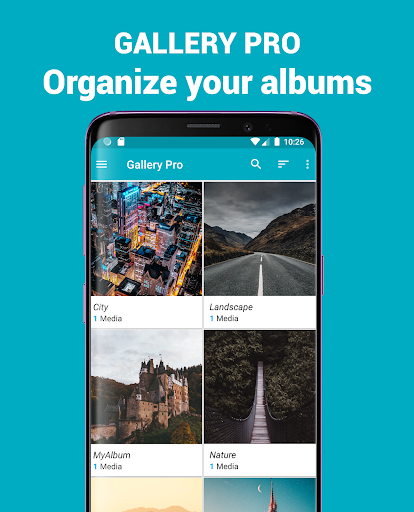 GALLERY PRO
Organize your albums
10:26
Gallery Pro
City
1 Media
Landscape
1 Media
MyAlbum
1 Media
Nature
1 Media